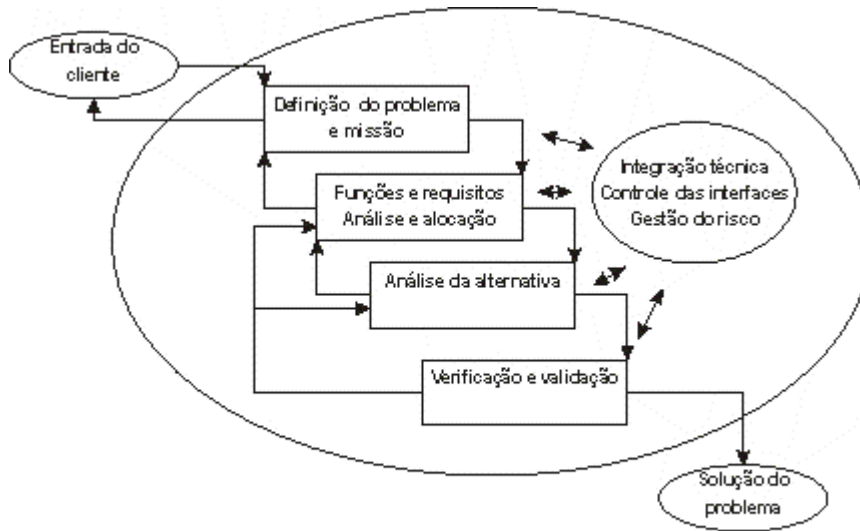 Entrada do
cliente
Definição do problema
e missão
Integração técnica
Controle das interfaces
Gestão do risco
Funções e requisitos
Análise e alocação
Análise da alternativa
Verificação e validação
Solução do
problema